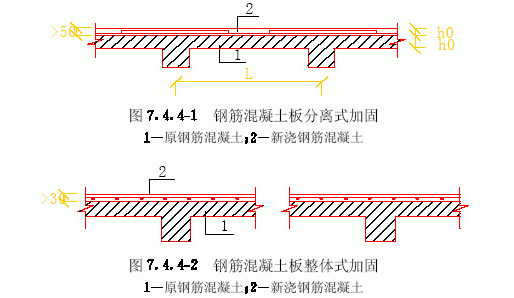 2
>50
h0
h0
1
L
图 7.4.4-1 钢筋混凝土板分离式加固
1—原钢筋混凝土,2—新浇钢筋混凝土
2
>30
1
图 7.4.4-2 钢筋混凝土板整体式加固
1—原钢筋混凝土,2—新浇钢筋混凝土